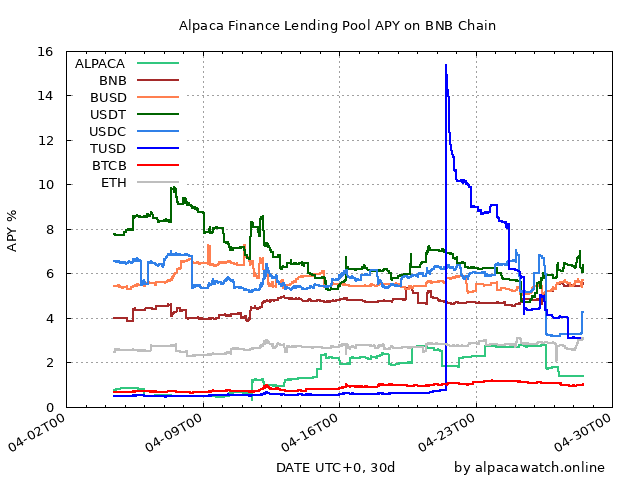 Alpaca Finance Lending Pool APY on BNB Chain
16
14
12
10
8
6
4
2
0
APY %
ALPACA
BNB
BUSD
USDT
USDC
TUSD
BTCB
ETH
04-02T00
04-09T00
04-16T00
04-23T00
04-30T00
DATE UTC+0, 30d
by alpacawatch.online